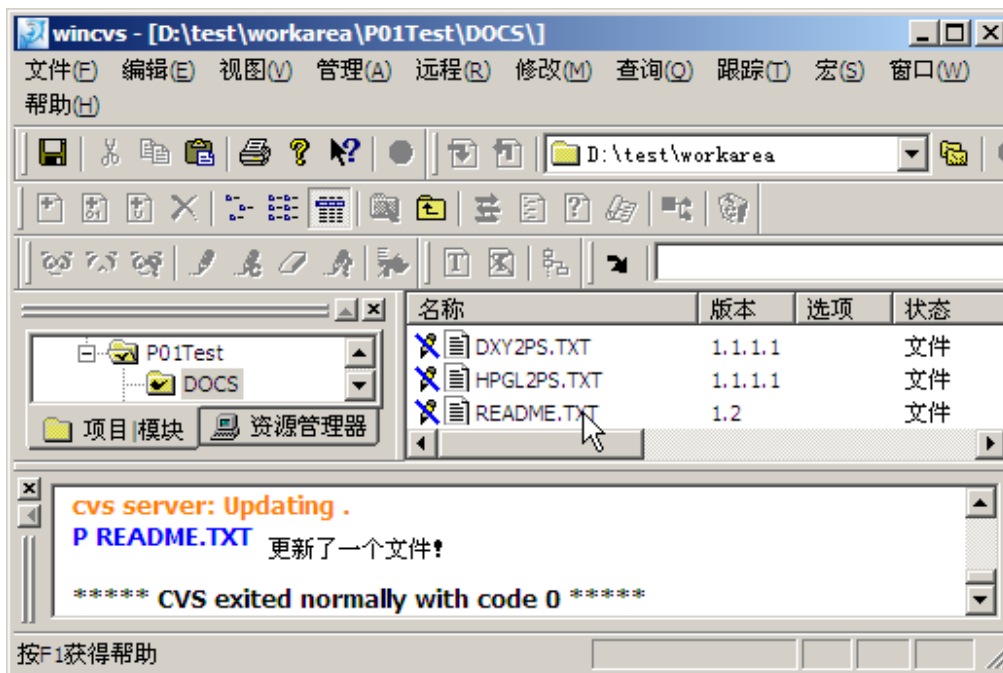 wincvs - [D:\test\workarea\P01Test\DOCS\]
文件(F) 编辑(E) 视图(V) 管理(A) 远程(R) 修改(M) 查询(Q) 跟踪(T) 宏(S) 窗口(W)
帮助(H)
D:\test\workarea
名称 版本 选项 状态
P01Test
DOCS
DXY2PS.TXT 1.1.1.1 文件
HPGL2PS.TXT 1.1.1.1 文件
README.TXT 1.2 文件
项目|模块 资源管理器
cvs server: Updating .
P README.TXT 更新了一个文件!
***** CVS exited normally with code 0 *****
按F1获得帮助